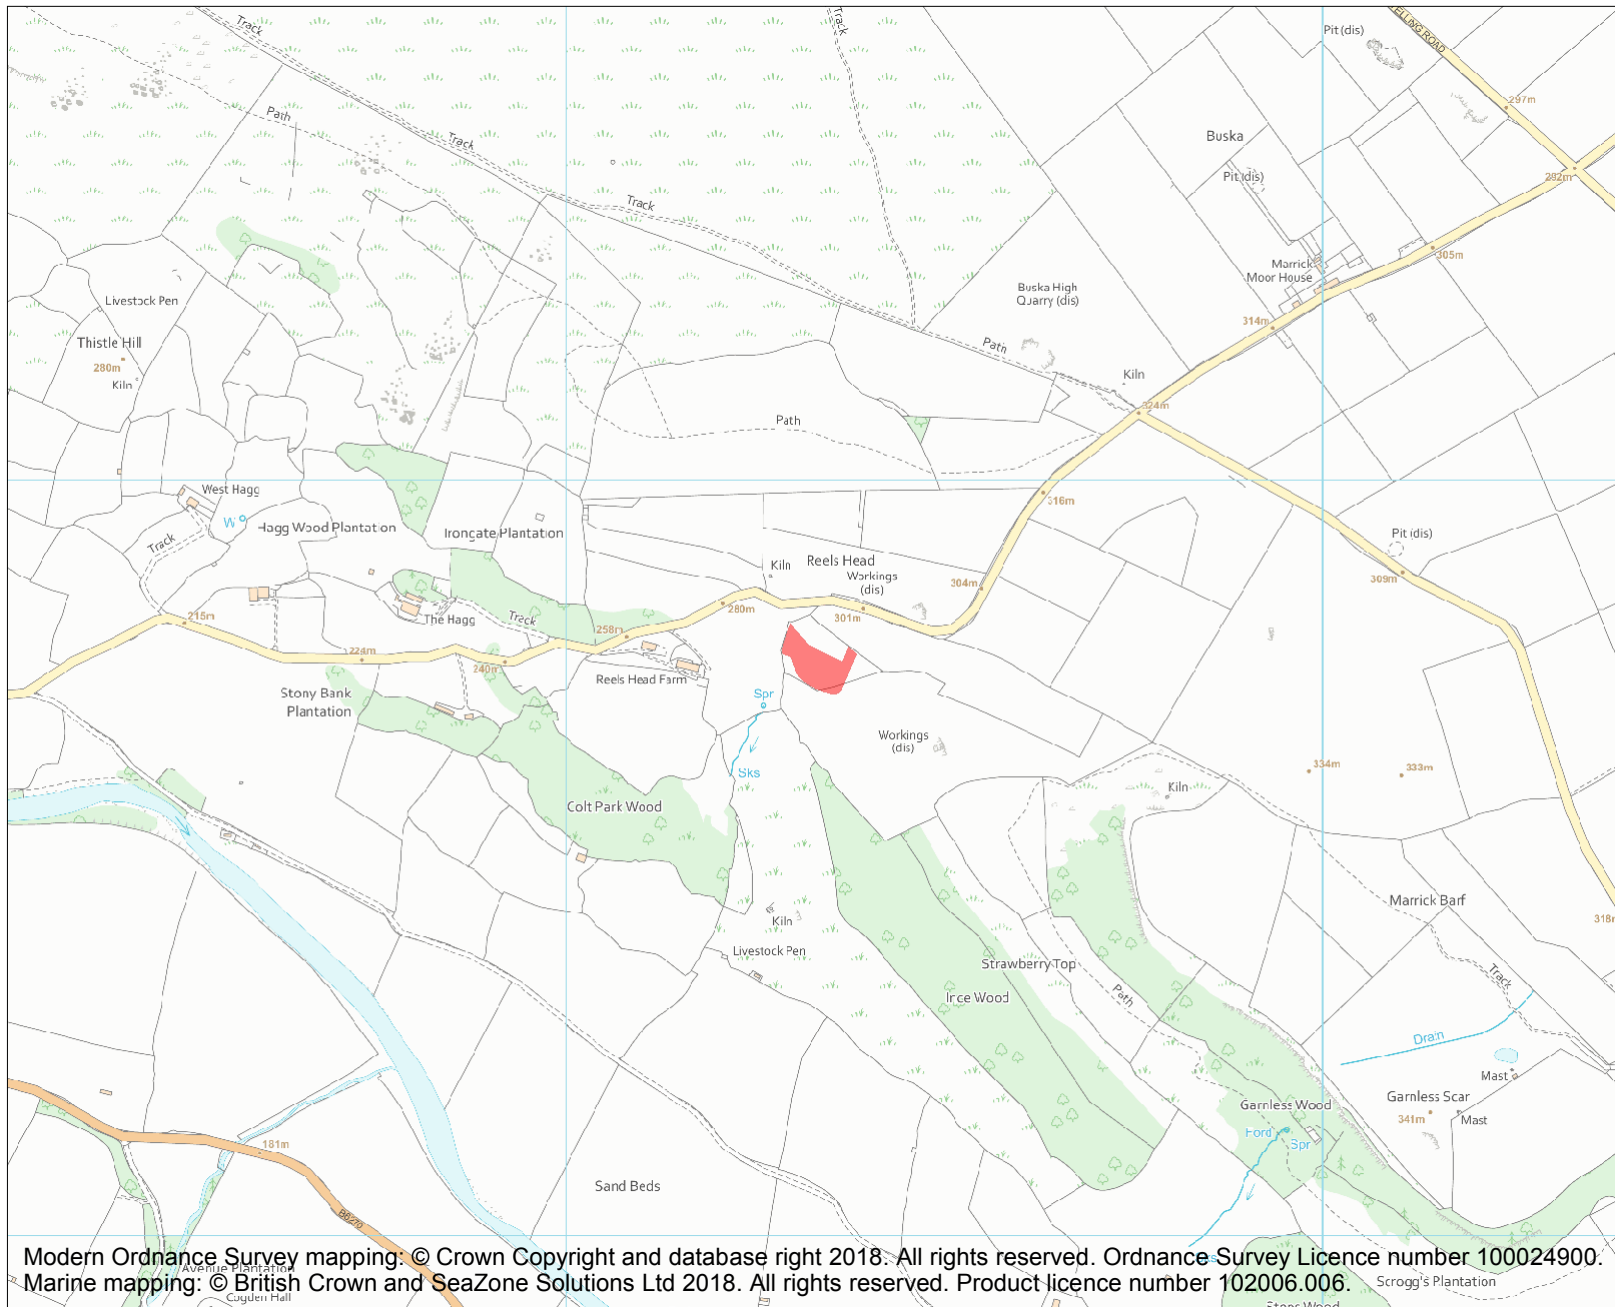 Track
Track
ELLING ROAD
Pit (dis)
297m
Path
Track
Buska
Pit (dis)
292m
Track
305m
Marrick
Moor House
Livestock Pen
Buska High
Quarry (dis)
314m
Thistle Hill
280m
Kiln
Path
Kiln
324m
Path
West Hagg
W
Hagg Wood Plantation
Irongate Plantation
316m
Track
Pit (dis)
Kiln
Reels Head
Workings
(dis)
304m
309m
280m
301m
215m
The Hagg
Track
258m
224m
240m
Reels Head Farm
Stony Bank
Plantation
Spr
Workings
(dis)
Sks
334m
333m
Kiln
Colt Park Wood
Marrick Barf
318m
Kiln
Livestock Pen
Strawberry Top
Track
Ince Wood
Path
Drain
Mast
Garnless Scar
Garnless Wood
341m
Mast
Ford
Spr
181m
Sand Beds
B6270
Modern Ordnance Survey mapping: © Crown Copyright and database right 2018. All rights reserved. Ordnance Survey Licence number 100024900.
Avenue Plantation
Marine mapping: © British Crown and SeaZone Solutions Ltd 2018. All rights reserved. Product licence number 102006.006.
Scrogg's Plantation
Cogden Hall